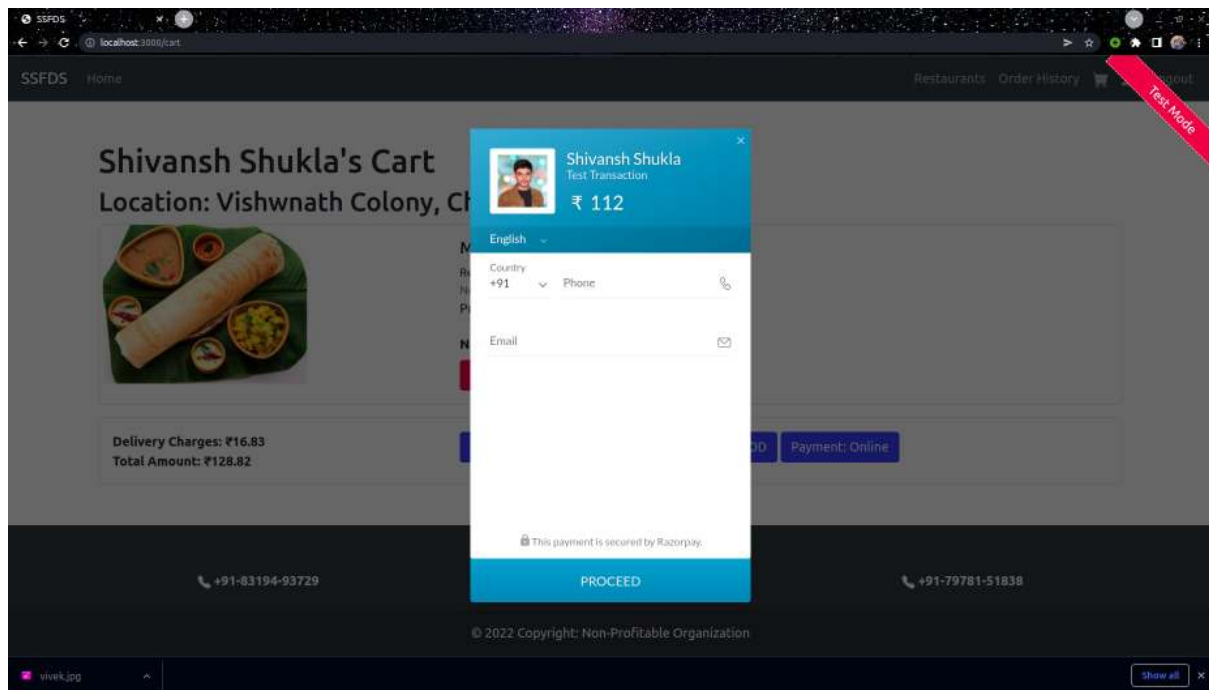 SSFDS
localhost:3000/cart
SSFDS Home Restaurants Order History
Test Mode
Shivansh Shukla's Cart
Location: Vishwnath Colony,
Shivansh Shukla
Test Transaction
₹ 112
English
Country
+91 Phone
Email
Delivery Charges: ₹16.83
Total Amount: ₹128.82
Payment: Online
This payment is secured by Razorpay.
PROCEED
+91-83194-93729
+91-79781-51838
© 2022 Copyright: Non-Profitable Organization
vivek.jpg
Show all